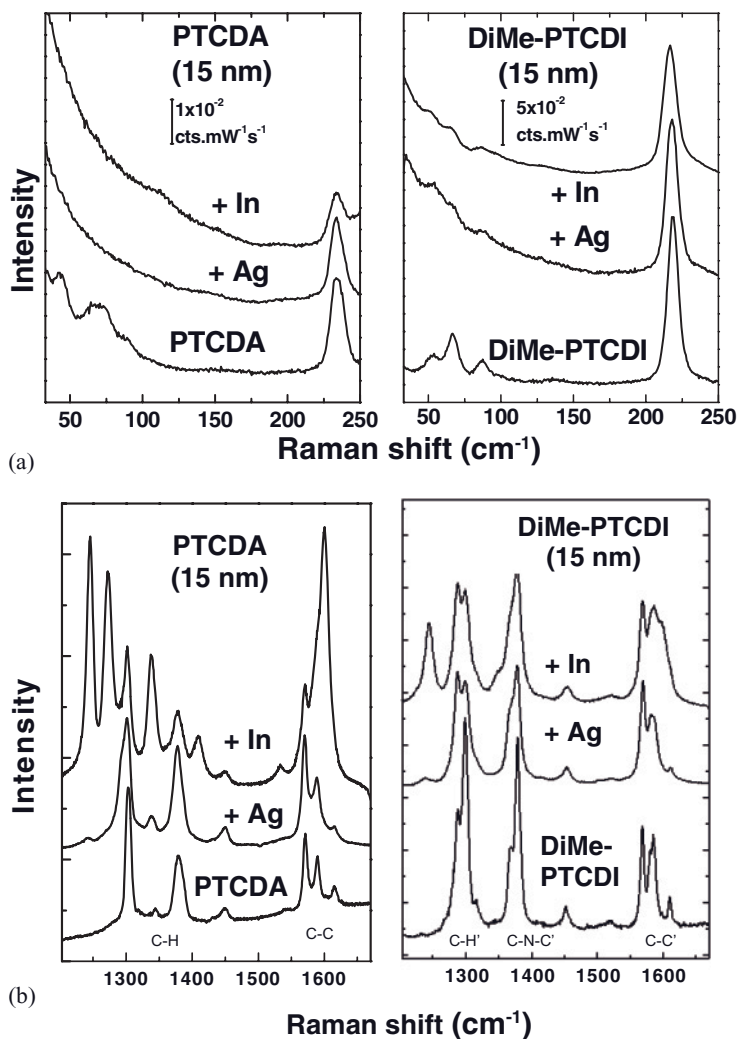 PTCDA
(15 nm)
1x10⁻²
cts.mW⁻¹s⁻¹
+ In
+ Ag
PTCDA
DiMe-PTCDI
(15 nm)
5x10⁻²
cts.mW⁻¹s⁻¹
+ In
+ Ag
DiMe-PTCDI
Intensity
50 100 150 200 250
50 100 150 200 250
Raman shift (cm⁻¹)
(a)
PTCDA
(15 nm)
+ In
+ Ag
PTCDA
C-H
C-C
DiMe-PTCDI
(15 nm)
+ In
+ Ag
DiMe-
PTCDI
C-H'
C-N-C'
C-C'
Intensity
1300 1400 1500 1600
1300 1400 1500 1600
(b)
Raman shift (cm⁻¹)